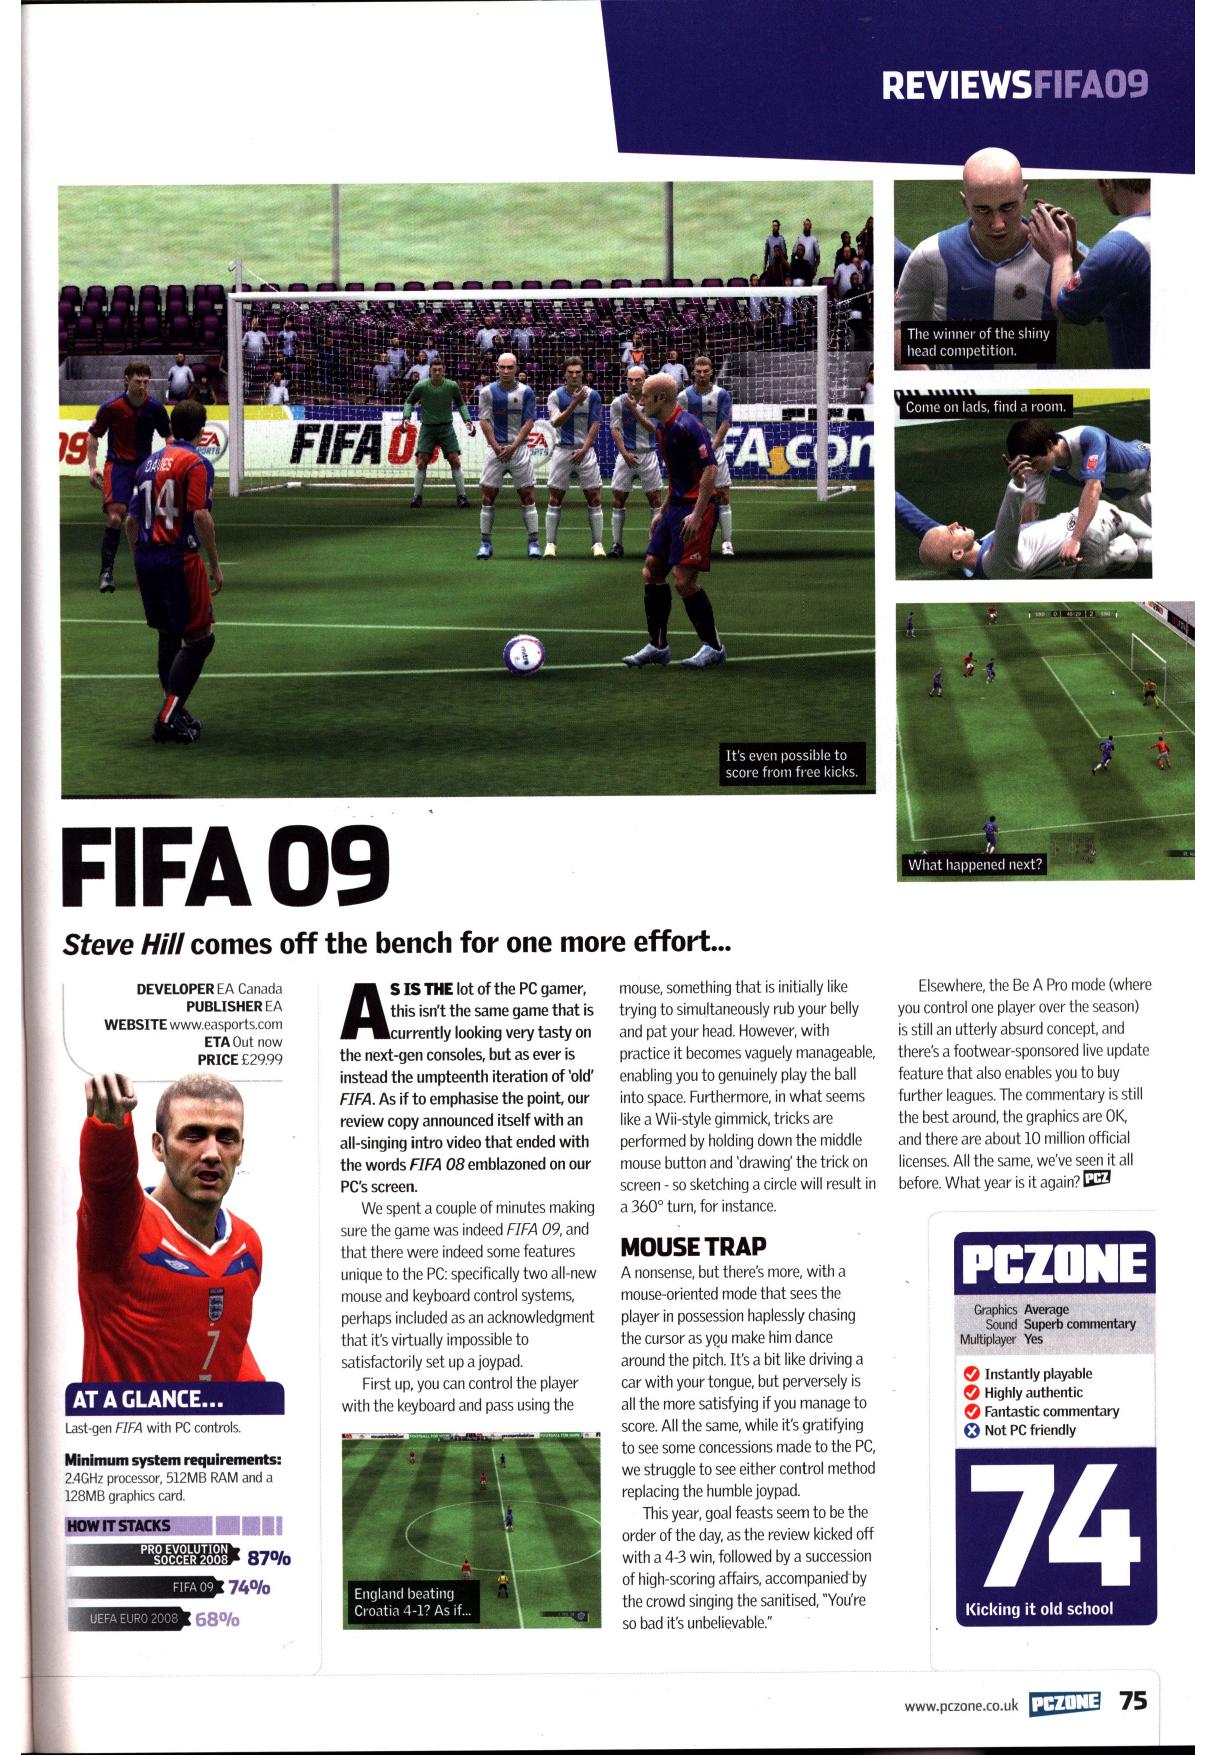 REVIEWSFIFA09
The winner of the shiny
head competition.
Come on lads, find a room.
FIFA 0
EA
SPORTS
FA.com
DAVIES
14
It's even possible to
score from free kicks.
What happened next?
FIFA 09
Steve Hill comes off the bench for one more effort...
DEVELOPER EA Canada
PUBLISHER EA
WEBSITE www.easports.com
ETA Out now
PRICE £29.99
7
AT A GLANCE...
Last-gen FIFA with PC controls.
Minimum system requirements:
2.4GHz processor, 512MB RAM and a
128MB graphics card.
HOW IT STACKS
PRO EVOLUTION
SOCCER 2008 87%
FIFA 09 74%
UEFA EURO 2008 68%
AS IS THE lot of the PC gamer,
this isn't the same game that is
currently looking very tasty on
the next-gen consoles, but as ever is
instead the umpteenth iteration of 'old'
FIFA. As if to emphasise the point, our
review copy announced itself with an
all-singing intro video that ended with
the words FIFA 08 emblazoned on our
PC's screen.
We spent a couple of minutes making
sure the game was indeed FIFA 09, and
that there were indeed some features
unique to the PC: specifically two all-new
mouse and keyboard control systems,
perhaps included as an acknowledgment
that it's virtually impossible to
satisfactorily set up a joypad.
First up, you can control the player
with the keyboard and pass using the
England beating
Croatia 4-1? As if...
mouse, something that is initially like
trying to simultaneously rub your belly
and pat your head. However, with
practice it becomes vaguely manageable,
enabling you to genuinely play the ball
into space. Furthermore, in what seems
like a Wii-style gimmick, tricks are
performed by holding down the middle
mouse button and 'drawing' the trick on
screen - so sketching a circle will result in
a 360° turn, for instance.
MOUSE TRAP
A nonsense, but there's more, with a
mouse-oriented mode that sees the
player in possession haplessly chasing
the cursor as you make him dance
around the pitch. It's a bit like driving a
car with your tongue, but perversely is
all the more satisfying if you manage to
score. All the same, while it's gratifying
to see some concessions made to the PC,
we struggle to see either control method
replacing the humble joypad.
This year, goal feasts seem to be the
order of the day, as the review kicked off
with a 4-3 win, followed by a succession
of high-scoring affairs, accompanied by
the crowd singing the sanitised, "You're
so bad it's unbelievable."
Elsewhere, the Be A Pro mode (where
you control one player over the season)
is still an utterly absurd concept, and
there's a footwear-sponsored live update
feature that also enables you to buy
further leagues. The commentary is still
the best around, the graphics are OK,
and there are about 10 million official
licenses. All the same, we've seen it all
before. What year is it again? PCZ
PCZONE
Graphics Average
Sound Superb commentary
Multiplayer Yes
Instantly playable
Highly authentic
Fantastic commentary
Not PC friendly
74
Kicking it old school
www.pczone.co.uk PCZONE 75